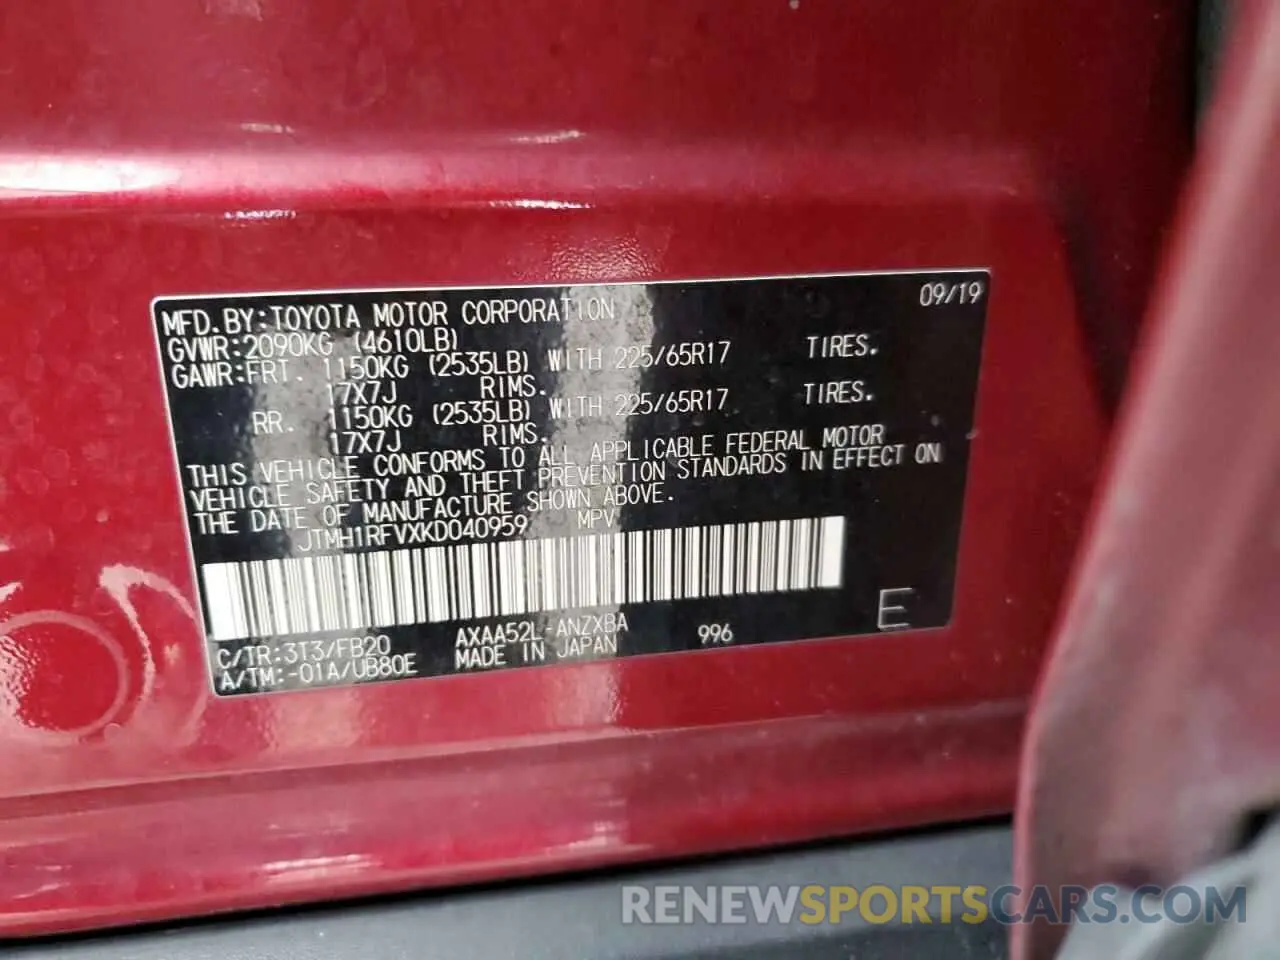 MFD.BY:TOYOTA MOTOR CORPORATION 09/19
GVWR:2090KG (4610LB)
GAWR:FRT. 1150KG (2535LB) WITH 225/65R17 TIRES.
17X7J RIMS.
RR. 1150KG (2535LB) WITH 225/65R17 TIRES.
17X7J RIMS.
THIS VEHICLE CONFORMS TO ALL APPLICABLE FEDERAL MOTOR
VEHICLE SAFETY AND THEFT PREVENTION STANDARDS IN EFFECT ON
THE DATE OF MANUFACTURE SHOWN ABOVE.
JTMH1RFVXKD040959 MPV
C/TR:3T3/FB20 AXAA52L-ANZXBA 996 E
A/TM:-01A/UB80E MADE IN JAPAN
RENEWSPORTSCARS.COM